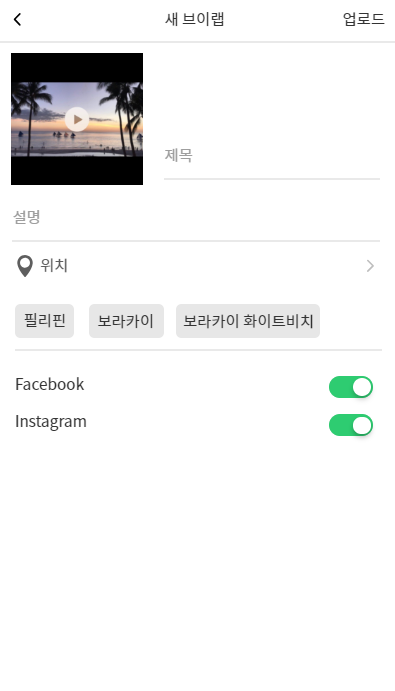 새 브이랩 업로드
제목
설명
위치
필리핀 보라카이 보라카이 화이트비치
Facebook
Instagram